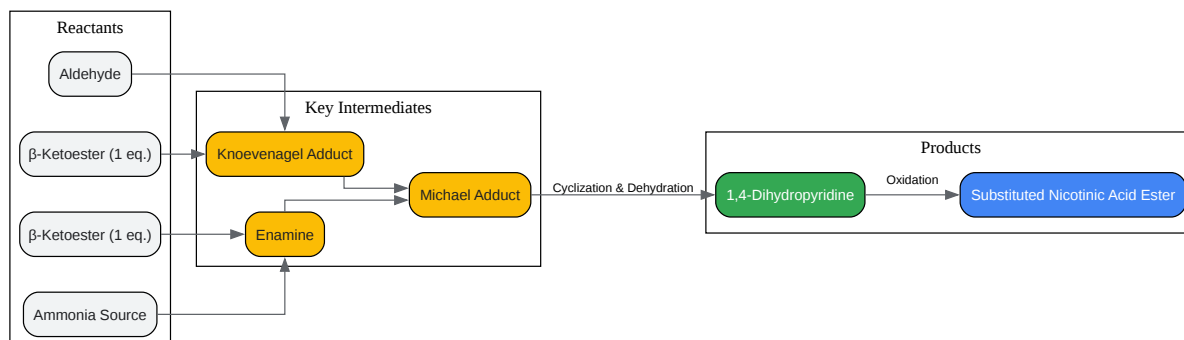 Reactants
Aldehyde
β-Ketoester (1 eq.)
β-Ketoester (1 eq.)
Ammonia Source
Key Intermediates
Knoevenagel Adduct
Enamine
Michael Adduct
Cyclization & Dehydration
Products
1,4-Dihydropyridine
Oxidation
Substituted Nicotinic Acid Ester